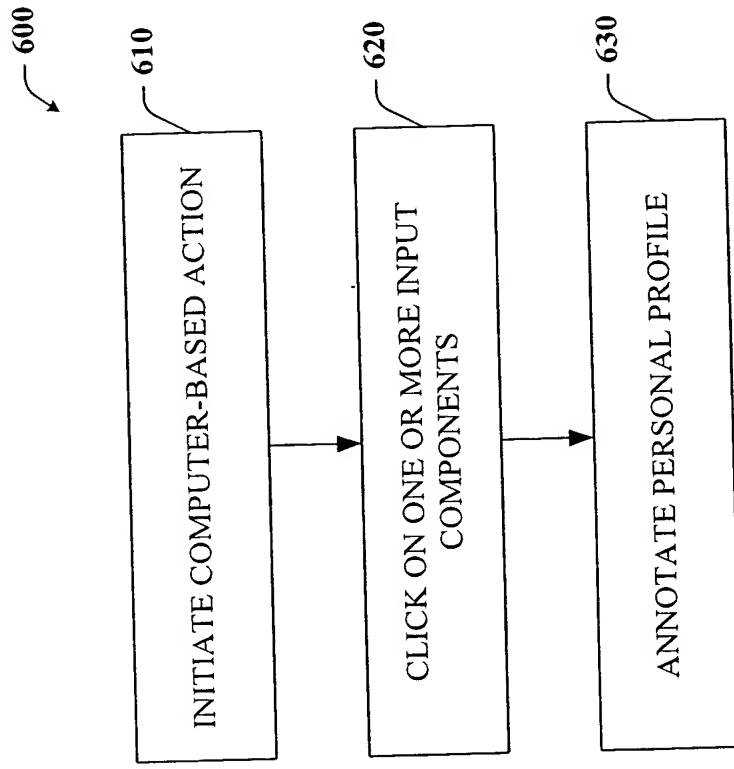 600
INITIATE COMPUTER-BASED ACTION
610
CLICK ON ONE OR MORE INPUT
COMPONENTS
620
ANNOTATE PERSONAL PROFILE
630